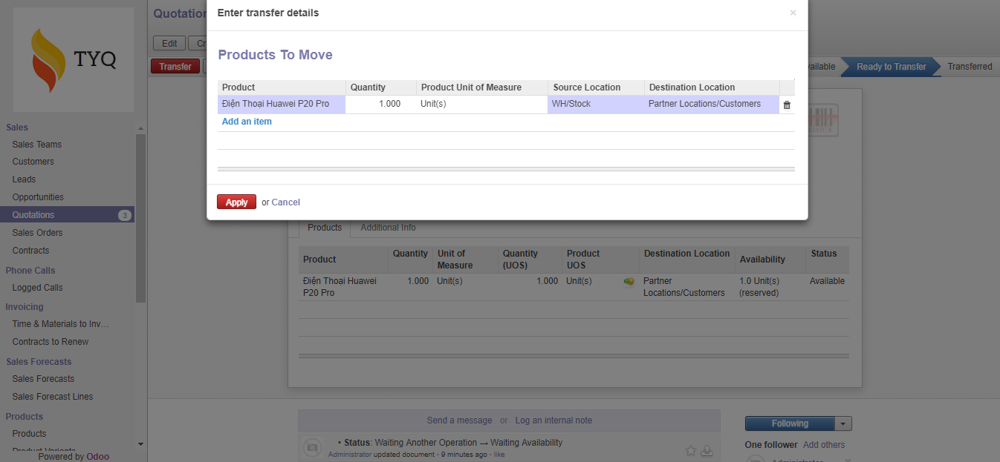 TYQ
Sales
Sales Teams
Customers
Leads
Opportunities
Quotations 3
Sales Orders
Contracts
Phone Calls
Logged Calls
Invoicing
Time & Materials to Inv…
Contracts to Renew
Sales Forecasts
Sales Forecasts
Sales Forecast Lines
Products
Products
Product Variants
Powered by Odoo
Quotation
Edit Cr
Transfer
vailable Ready to Transfer Transferred
Enter transfer details ×
Products To Move
Product Quantity Product Unit of Measure Source Location Destination Location
Điện Thoại Huawei P20 Pro 1.000 Unit(s) WH/Stock Partner Locations/Customers
Add an item
Apply or Cancel
Products Additional Info
Product Quantity Unit of Measure Quantity (UOS) Product UOS Destination Location Availability Status
Điện Thoại Huawei P20 Pro 1.000 Unit(s) 1.000 Unit(s) Partner Locations/Customers 1.0 Unit(s) (reserved) Available
Send a message or Log an internal note
• Status: Waiting Another Operation → Waiting Availability
Administrator updated document - 9 minutes ago - like
Following
One follower Add others
Administrator ×